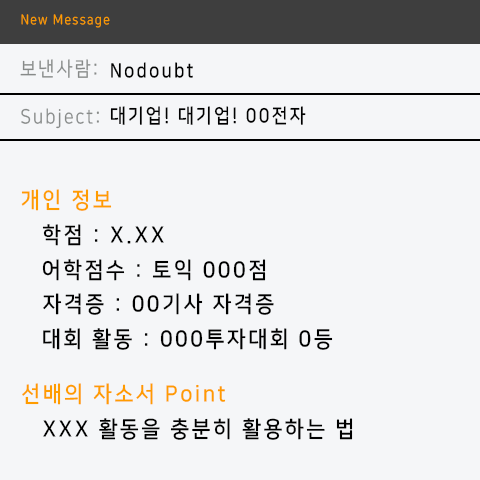 New Message
보낸사람: Nodoubt
Subject: 대기업! 대기업! OO전자
개인 정보
학점 : X.XX
어학점수 : 토익 OOO점
자격증 : OO기사 자격증
대회 활동 : OOO투자대회 O등
선배의 자소서 Point
XXX 활동을 충분히 활용하는 법